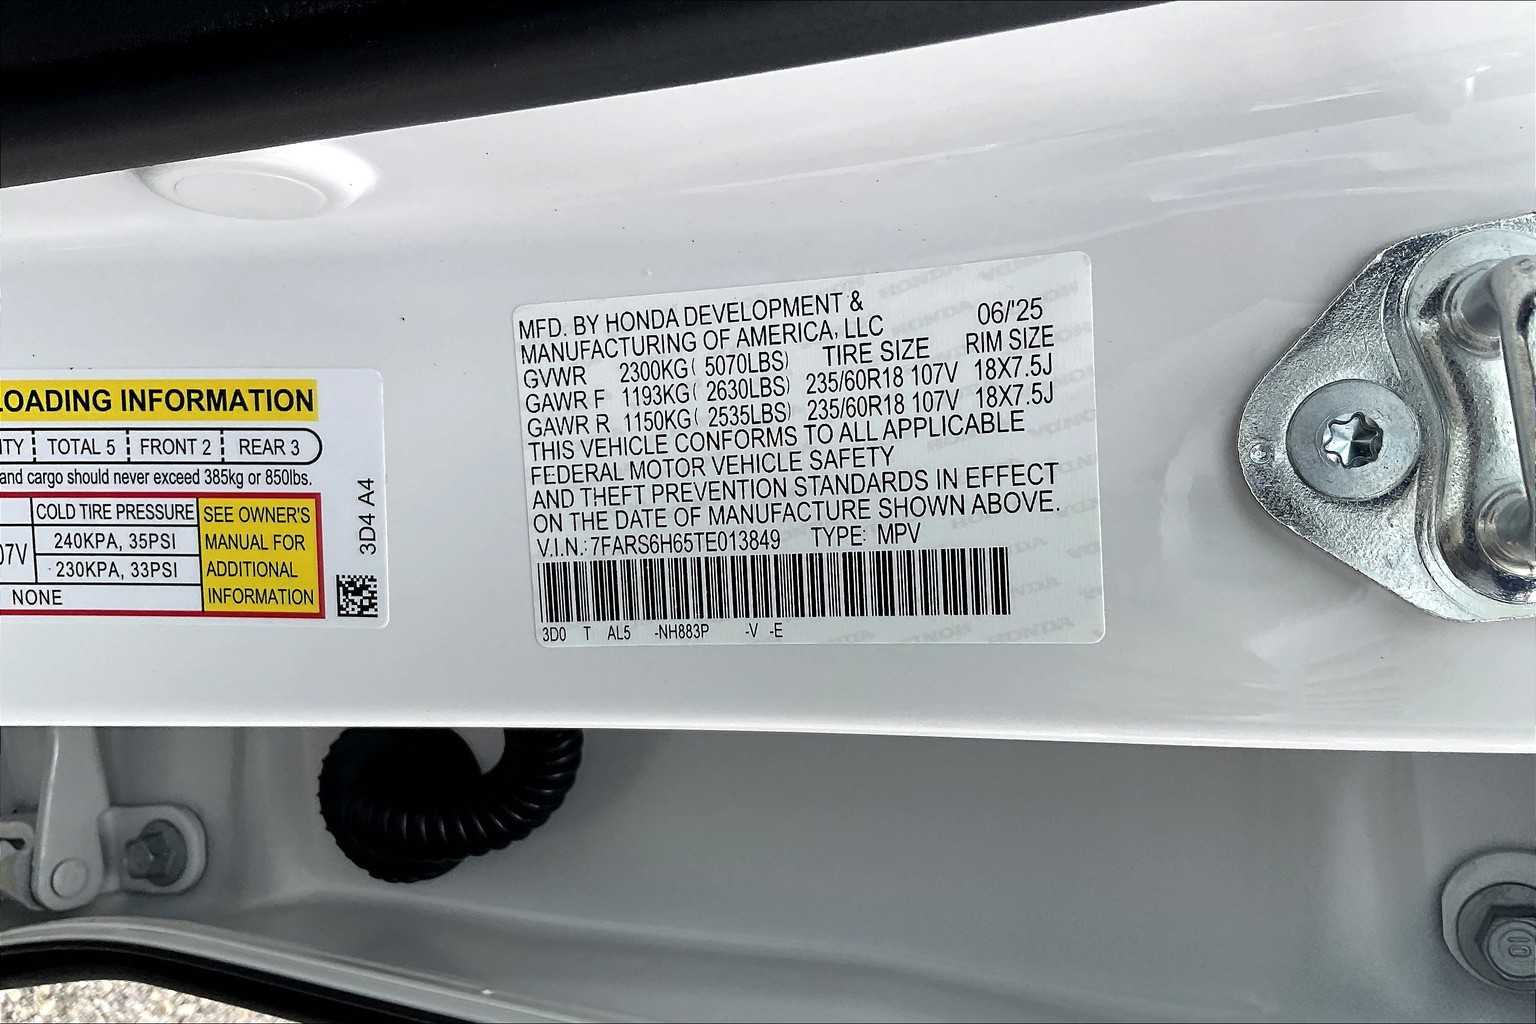 LOADING INFORMATION
ITY TOTAL 5 FRONT 2 REAR 3
and cargo should never exceed 385kg or 850lbs.
COLD TIRE PRESSURE
07V 240KPA, 35PSI
230KPA, 33PSI
NONE
SEE OWNER'S
MANUAL FOR
ADDITIONAL
INFORMATION
3D4 A4
MFD. BY HONDA DEVELOPMENT & 06/'25
MANUFACTURING OF AMERICA, LLC
TIRE SIZE RIM SIZE
GVWR 2300KG( 5070LBS)
GAWR F 1193KG( 2630LBS) 235/60R18 107V 18X7.5J
GAWR R 1150KG( 2535LBS) 235/60R18 107V 18X7.5J
THIS VEHICLE CONFORMS TO ALL APPLICABLE
FEDERAL MOTOR VEHICLE SAFETY
AND THEFT PREVENTION STANDARDS IN EFFECT
ON THE DATE OF MANUFACTURE SHOWN ABOVE.
V.I.N.:7FARS6H65TE013849 TYPE: MPV
3D0 T AL5 -NH883P -V -E